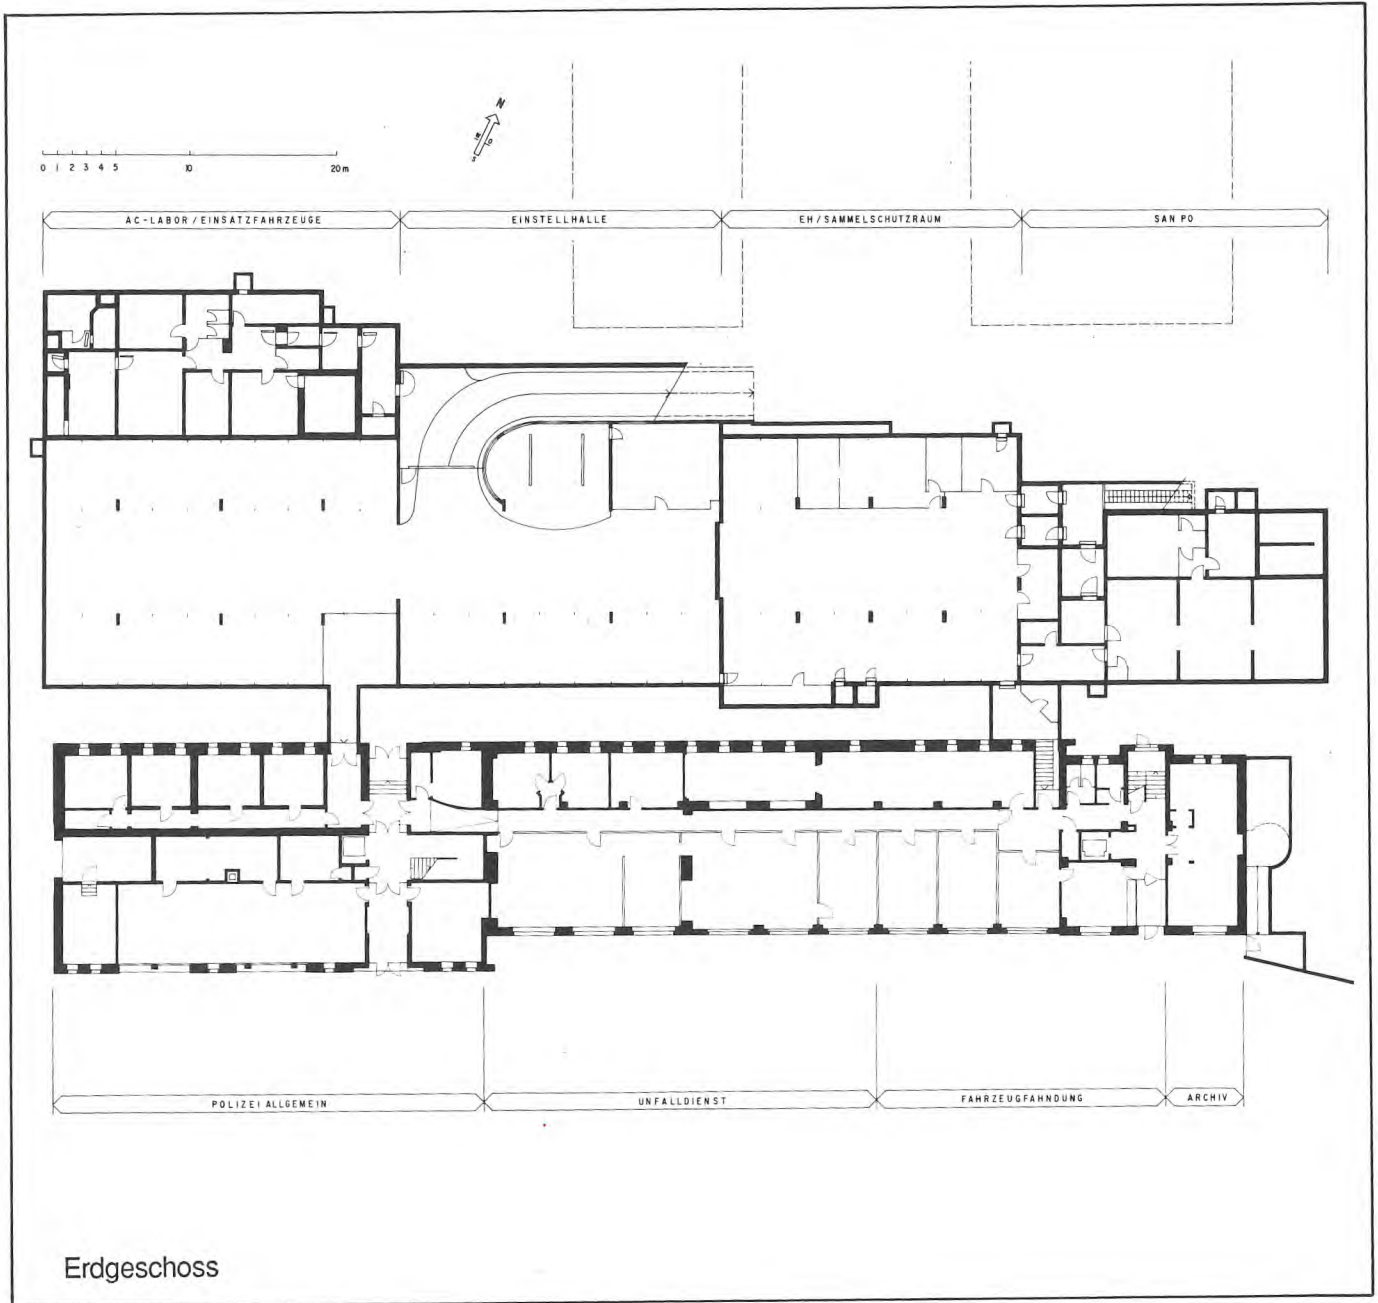 N
0 1 2 3 4 5 10 20 m
AC-LABOR / EINSATZFAHRZEUGE
EINSTELLHALLE
EH / SAMMELSCHUTZRAUM
SAN PO
POLIZEI ALLGEMEIN
UNFALLDIENST
FAHRZEUGFAHNDUNG
ARCHIV
Erdgeschoss